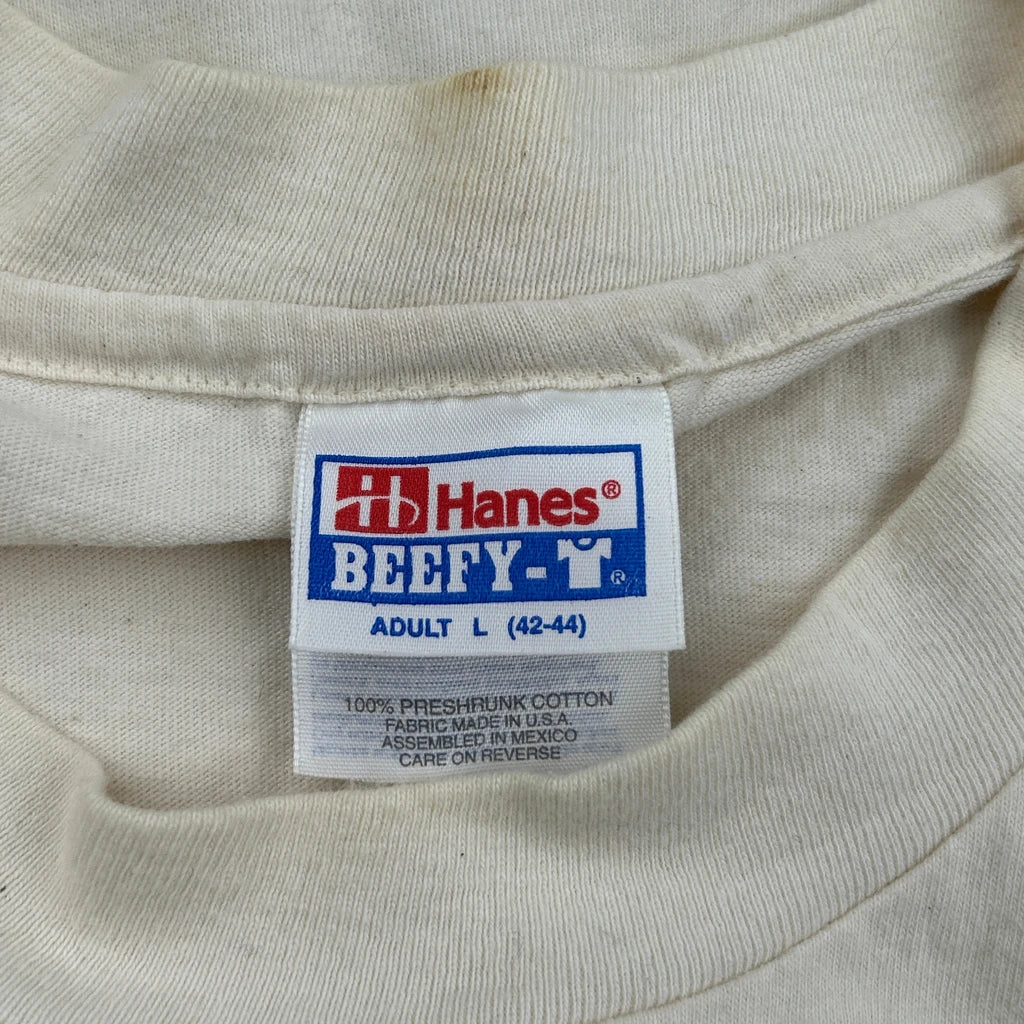 Hanes®
BEEFY-T®
ADULT L (42-44)
100% PRESHRUNK COTTON
FABRIC MADE IN U.S.A.
ASSEMBLED IN MEXICO
CARE ON REVERSE